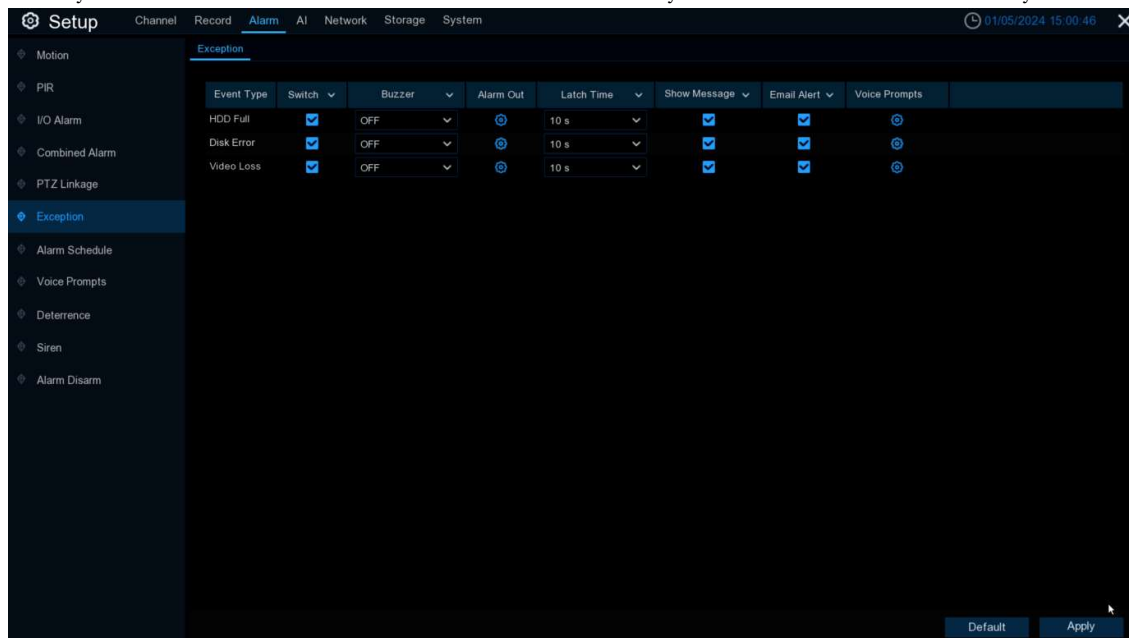 Setup Channel Record Alarm AI Network Storage System 01/05/2024 15:00:46
Motion
PIR
I/O Alarm
Combined Alarm
PTZ Linkage
Exception
Alarm Schedule
Voice Prompts
Deterrence
Siren
Alarm Disarm
Exception
Event Type Switch Buzzer Alarm Out Latch Time Show Message Email Alert Voice Prompts
HDD Full OFF 10 s
Disk Error OFF 10 s
Video Loss OFF 10 s
Default Apply